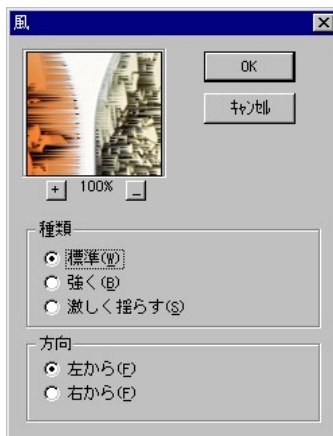 風
OK
キャンセル
+ 100% _
種類
標準(W)
強く(B)
激しく揺らす(S)
方向
左から(F)
右から(F)